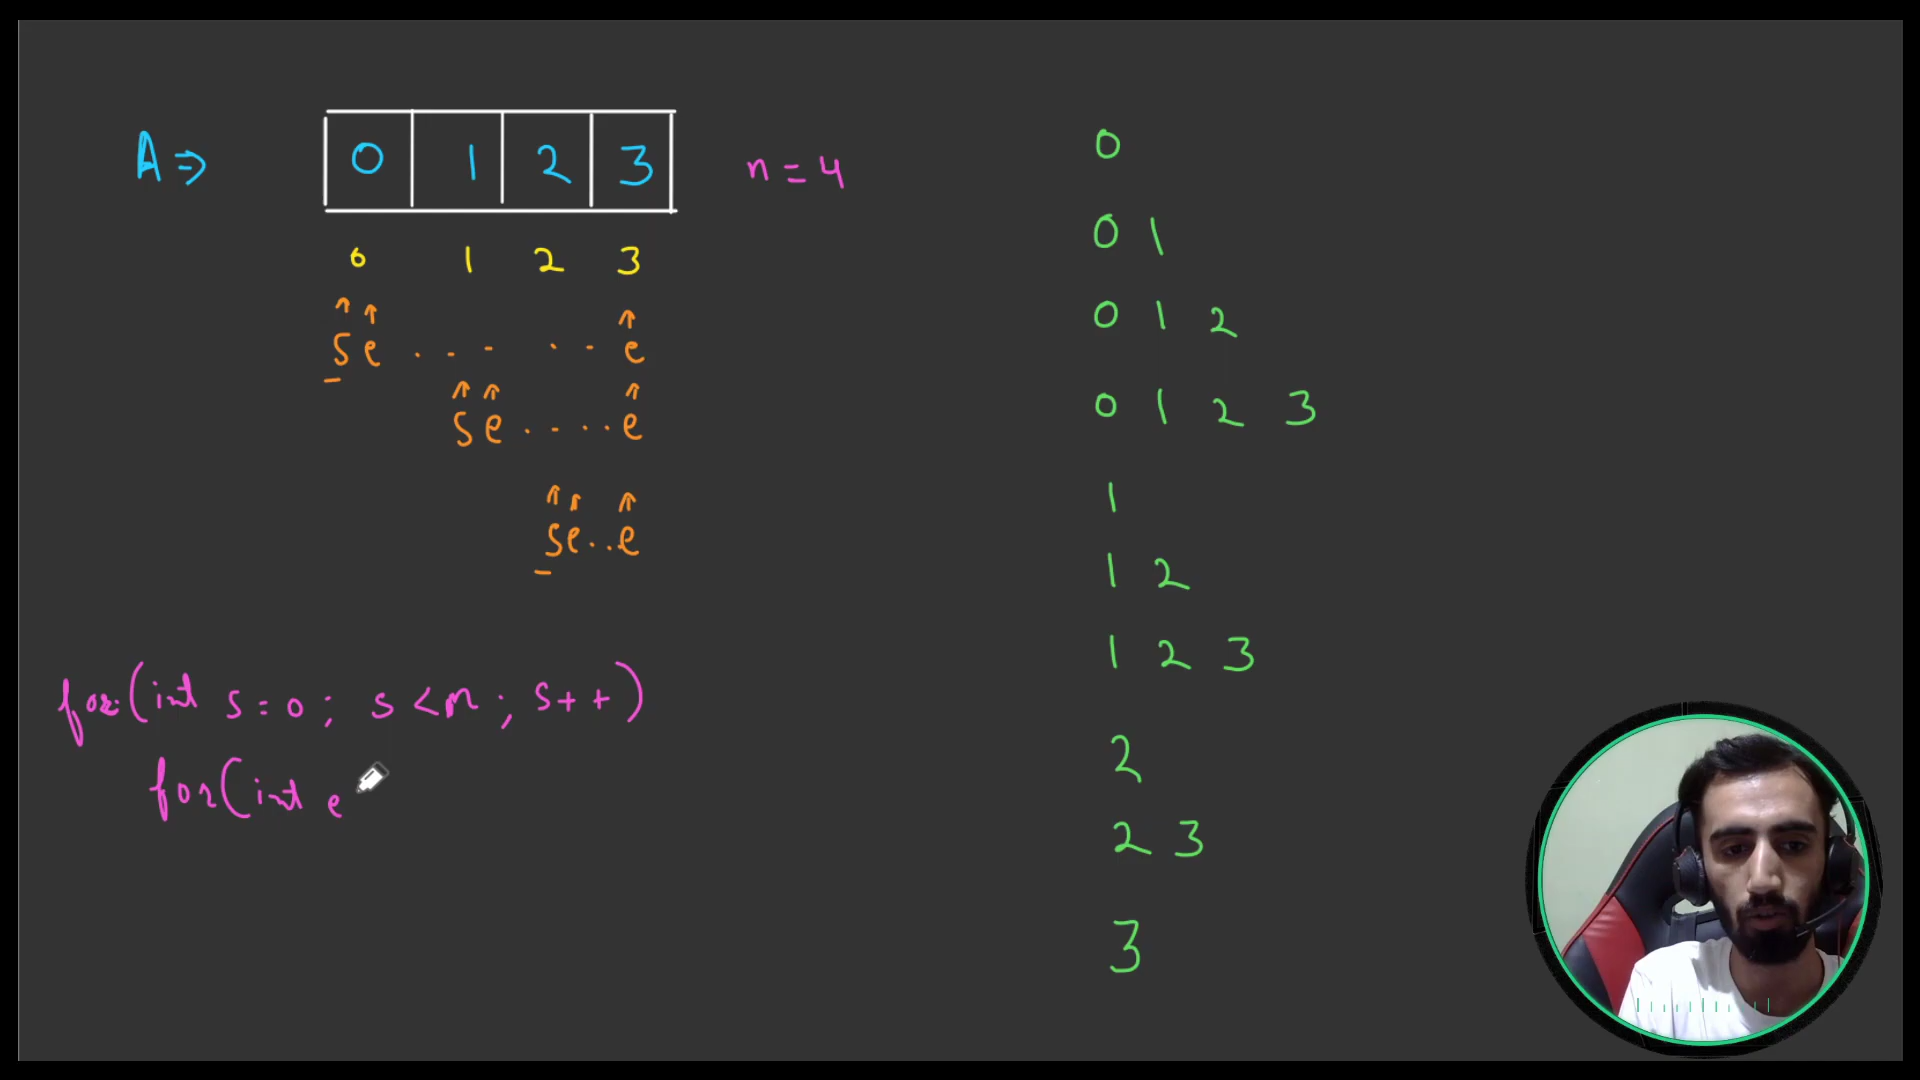 A ⇒ 0 1 2 3 n = 4
0 1 2 3
↑ ↑ ↑
s e . . - . - e
↑ ↑ ↑
s e . - . . e
↑ ↑ ↑
s e . . e
for (int s = 0 ; s < n ; s + + )
for (int e
0
0 1
0 1 2
0 1 2 3
1
1 2
1 2 3
2
2 3
3